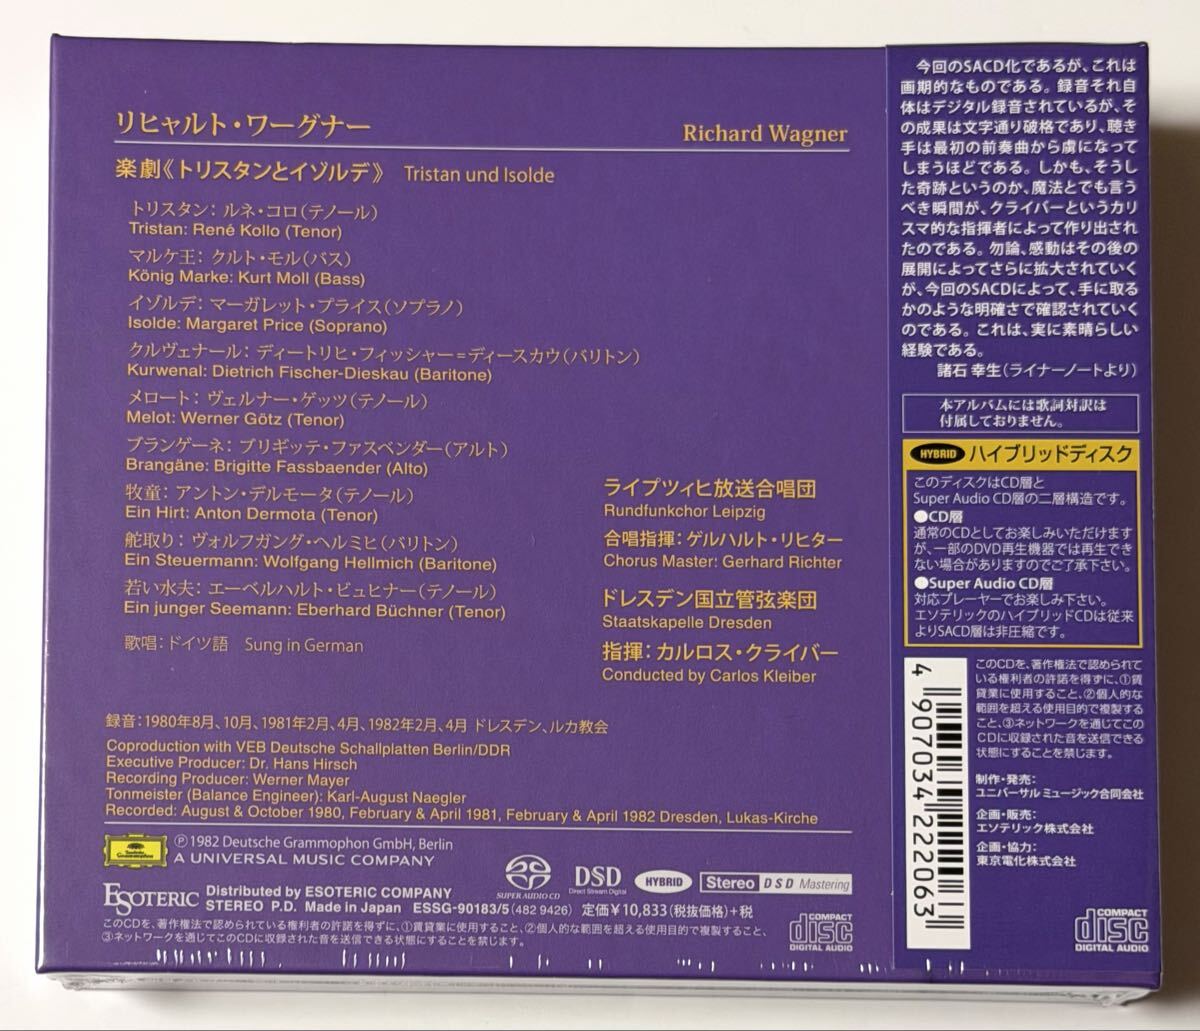 リヒャルト・ワーグナー
Richard Wagner
楽劇《トリスタンとイゾルデ》 Tristan und Isolde
トリスタン：ルネ・コロ（テノール）
Tristan: René Kollo (Tenor)
マルケ王：クルト・モル（バス）
König Marke: Kurt Moll (Bass)
イゾルデ：マーガレット・プライス（ソプラノ）
Isolde: Margaret Price (Soprano)
クルヴェナール：ディートリヒ・フィッシャー＝ディースカウ（バリトン）
Kurwenal: Dietrich Fischer-Dieskau (Baritone)
メロート：ヴェルナー・ゲッツ（テノール）
Melot: Werner Götz (Tenor)
ブランゲーネ：ブリギッテ・ファスベンダー（アルト）
Brangäne: Brigitte Fassbaender (Alto)
牧童：アントン・デルモータ（テノール）
Ein Hirt: Anton Dermota (Tenor)
舵取り：ヴォルフガング・ヘルミヒ（バリトン）
Ein Steuermann: Wolfgang Hellmich (Baritone)
若い水夫：エーベルハルト・ビュヒナー（テノール）
Ein junger Seemann: Eberhard Büchner (Tenor)
歌唱：ドイツ語 Sung in German
ライプツィヒ放送合唱団
Rundfunkchor Leipzig
合唱指揮：ゲルハルト・リヒター
Chorus Master: Gerhard Richter
ドレスデン国立管弦楽団
Staatskapelle Dresden
指揮：カルロス・クライバー
Conducted by Carlos Kleiber
録音：1980年8月、10月、1981年2月、4月、1982年2月、4月 ドレスデン、ルカ教会
Coproduction with VEB Deutsche Schallplatten Berlin/DDR
Executive Producer: Dr. Hans Hirsch
Recording Producer: Werner Mayer
Tonmeister (Balance Engineer): Karl-August Naegler
Recorded: August & October 1980, February & April 1981, February & April 1982 Dresden, Lukas-Kirche
Deutsche Grammophon
Ⓟ 1982 Deutsche Grammophon GmbH, Berlin
A UNIVERSAL MUSIC COMPANY
SUPER AUDIO CD
DSD
Direct Stream Digital
HYBRID
Stereo DSD Mastering
ESOTERIC
Distributed by ESOTERIC COMPANY
STEREO P.D. Made in Japan ESSG-90183/5 (482 9426) 定価￥10,833（税抜価格）＋税
このCDを、著作権法で認められている権利者の許諾を得ずに、①賃貸業に使用すること、②個人的な範囲を超える使用目的で複製すること、
③ネットワークを通じてこのCDに収録された音を送信できる状態にすることを禁じます。
COMPACT
disc
DIGITAL AUDIO
今回のSACD化であるが、これは
画期的なものである。録音それ自
体はデジタル録音されているが、そ
の成果は文字通り破格であり、聴き
手は最初の前奏曲から虜になって
しまうほどである。しかも、そうし
た奇跡というのか、魔法とでも言う
べき瞬間が、クライバーというカリ
スマ的な指揮者によって作り出され
たのである。勿論、感動はその後の
展開によってさらに拡大されていく
が、今回のSACDによって、手に取る
かのような明確さで確認されていく
のである。これは、実に素晴らしい
経験である。
諸石 幸生（ライナーノートより）
本アルバムには歌詞対訳は
付属しておりません。
HYBRID ハイブリッドディスク
このディスクはCD層と
Super Audio CD層の二層構造です。
●CD層
通常のCDとしてお楽しみいただけます
が、一部のDVD再生機器では再生でき
ない場合がありますのでご了承下さい。
●Super Audio CD層
対応プレーヤーでお楽しみ下さい。
エソテリックのハイブリッドCDは従来
よりSACD層は非圧縮です。
4 907034 222063
このCDを、著作権法で認められて
いる権利者の許諾を得ずに、①賃
貸業に使用すること、②個人的な
範囲を超える使用目的で複製する
こと、③ネットワークを通じてこの
CDに収録された音を送信できる
状態にすることを禁じます。
制作・発売：
ユニバーサル ミュージック合同会社
企画・販売：
エソテリック株式会社
企画・協力：
東京電化株式会社
COMPACT
disc
DIGITAL AUDIO